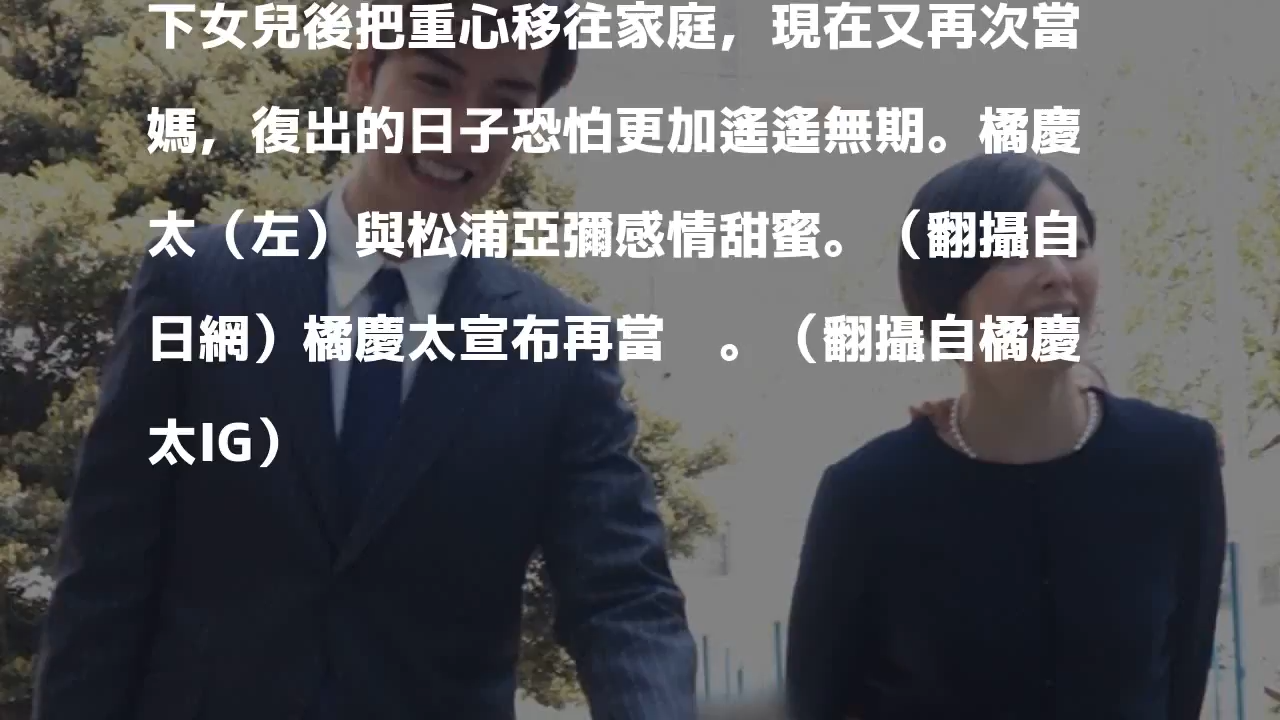 下女兒後把重心移往家庭，現在又再次當
媽，復出的日子恐怕更加遙遙無期。橘慶
太（左）與松浦亞彌感情甜蜜。（翻攝自
日網）橘慶太宣布再當　。（翻攝自橘慶
太IG）